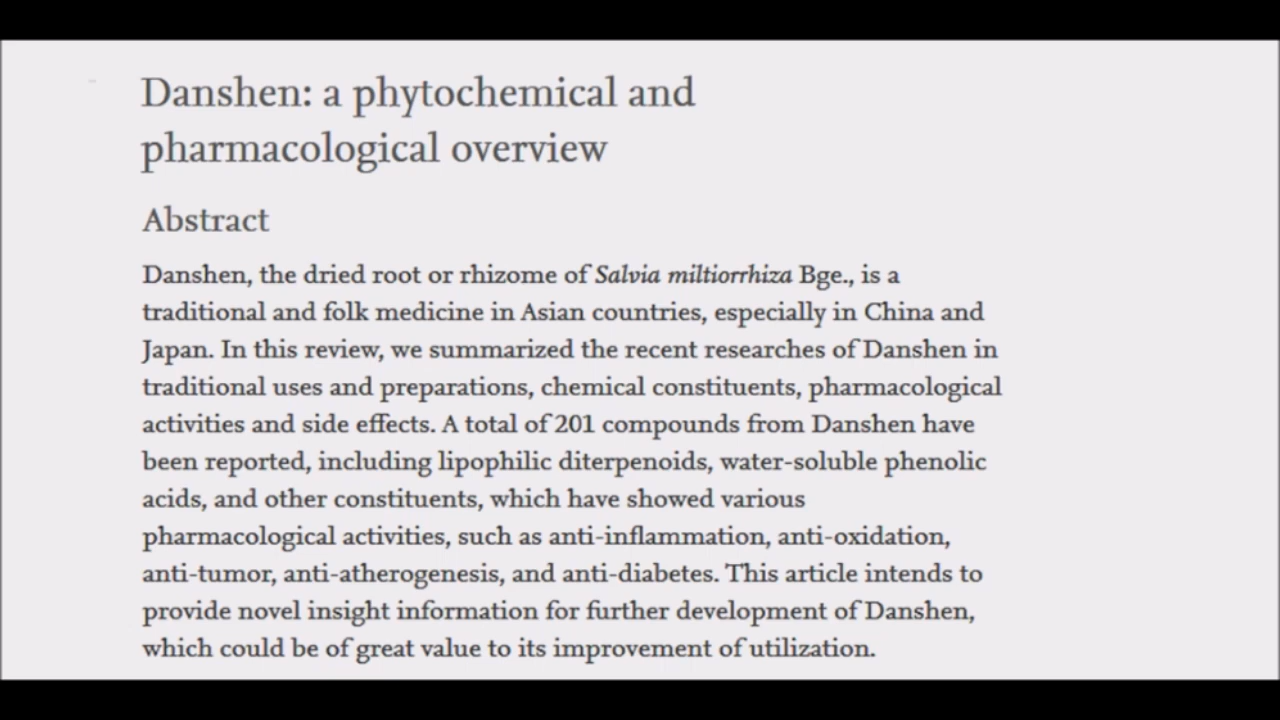 Danshen: a phytochemical and
pharmacological overview
Abstract
Danshen, the dried root or rhizome of Salvia miltiorrhiza Bge., is a
traditional and folk medicine in Asian countries, especially in China and
Japan. In this review, we summarized the recent researches of Danshen in
traditional uses and preparations, chemical constituents, pharmacological
activities and side effects. A total of 201 compounds from Danshen have
been reported, including lipophilic diterpenoids, water-soluble phenolic
acids, and other constituents, which have showed various
pharmacological activities, such as anti-inflammation, anti-oxidation,
anti-tumor, anti-atherogenesis, and anti-diabetes. This article intends to
provide novel insight information for further development of Danshen,
which could be of great value to its improvement of utilization.